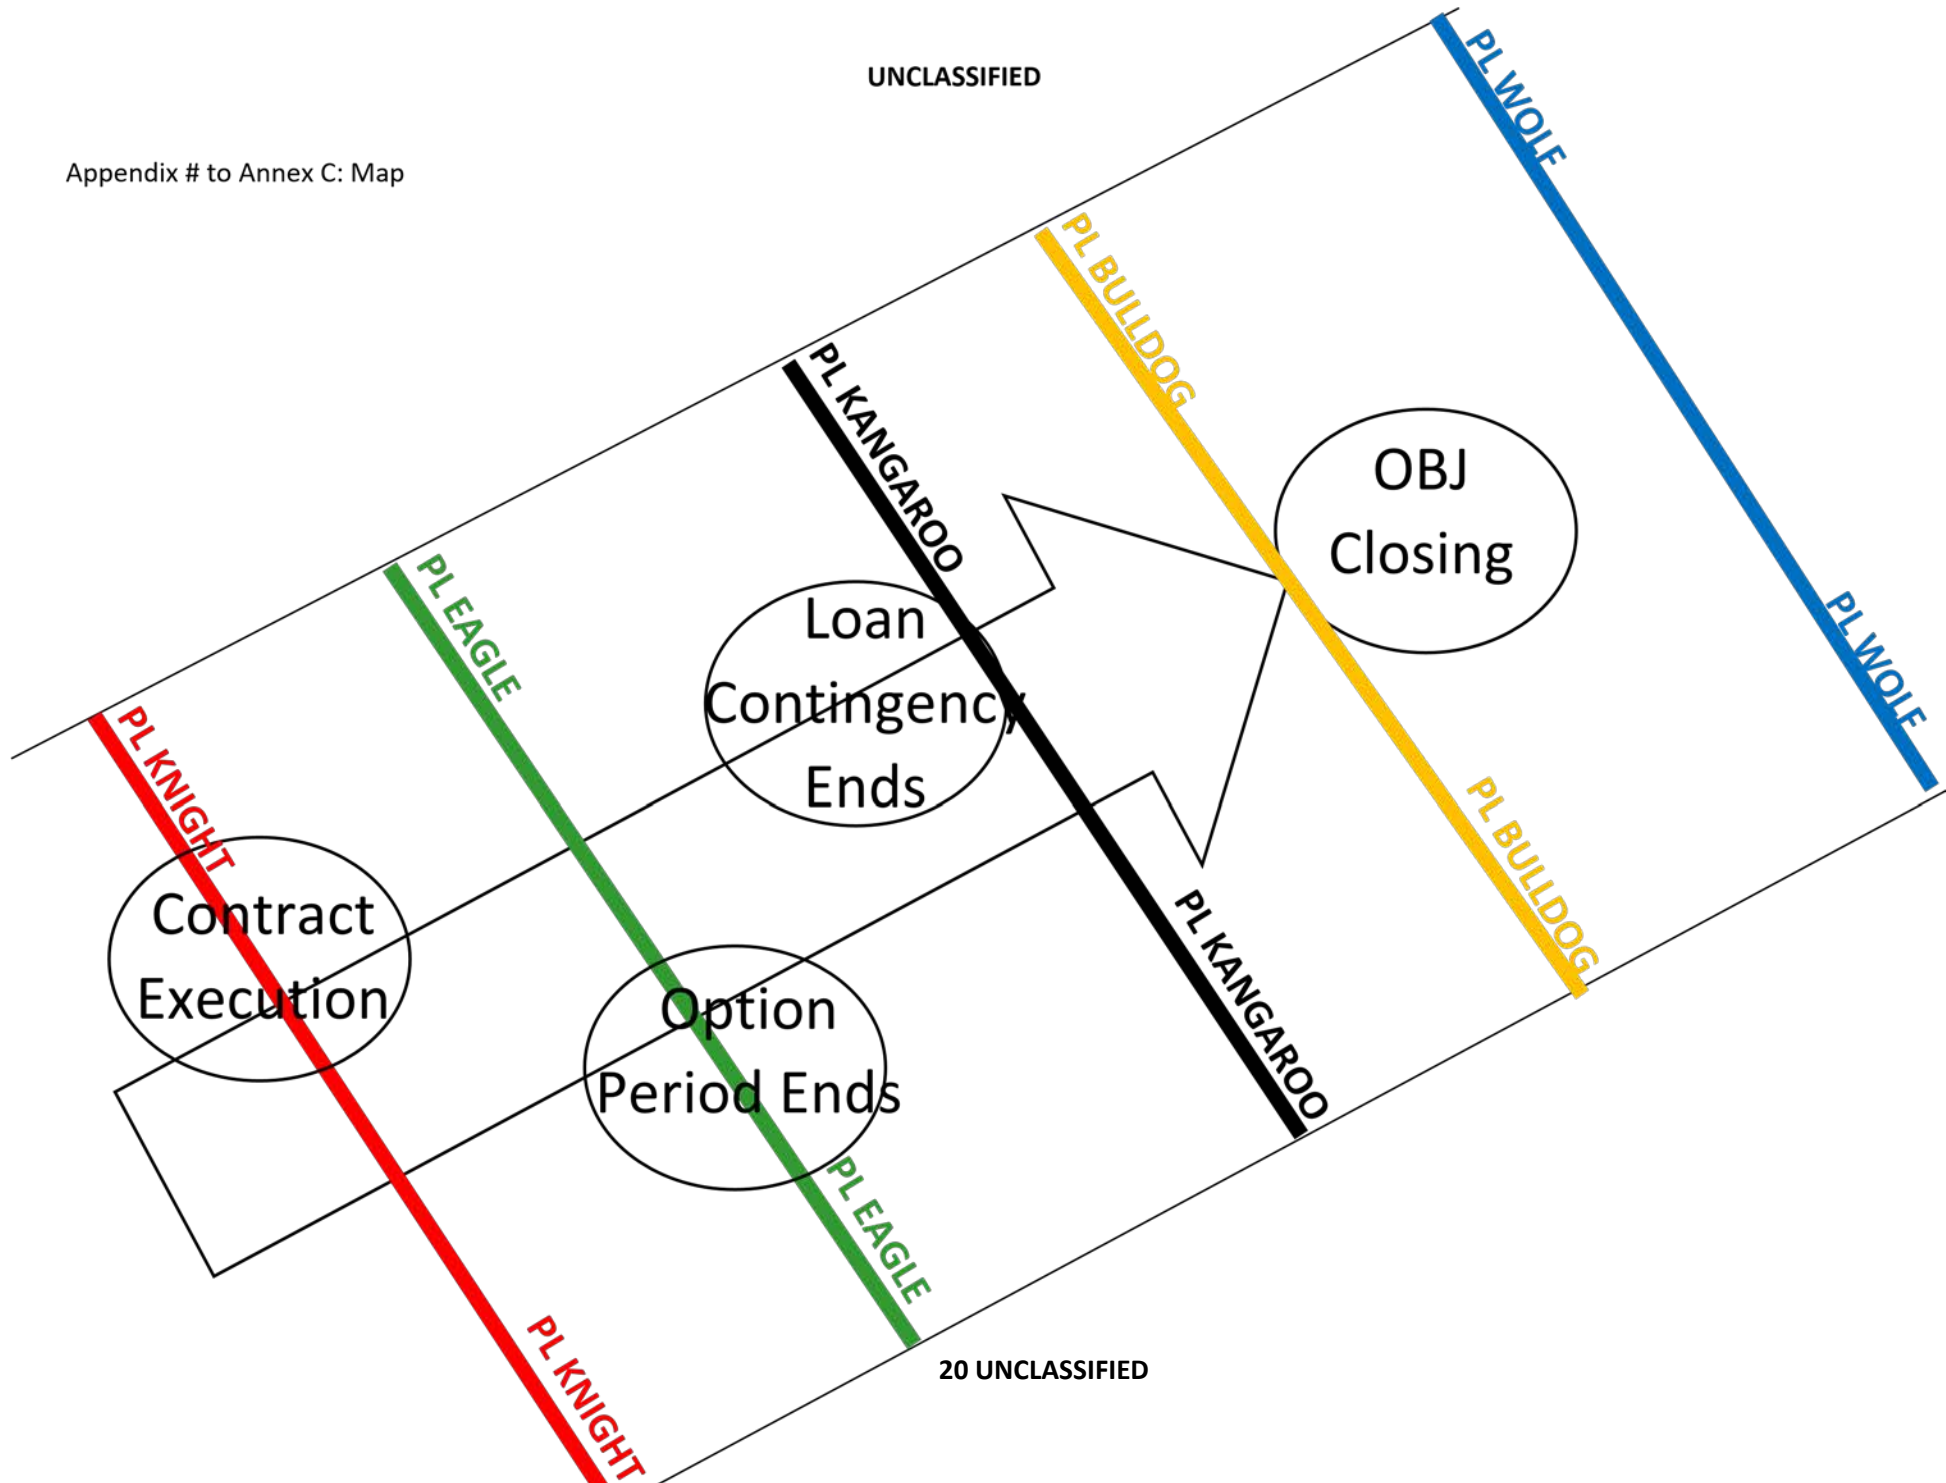 UNCLASSIFIED
Appendix # to Annex C: Map
PL WOLF
PL BULLDOG
PL KANGAROO
OBJ
Closing
PL EAGLE
Loan
Contingency
Ends
PL WOLF
PL KNIGHT
PL BULLDOG
Contract
Execution
PL KANGAROO
Option
Period Ends
PL EAGLE
PL KNIGHT
20 UNCLASSIFIED